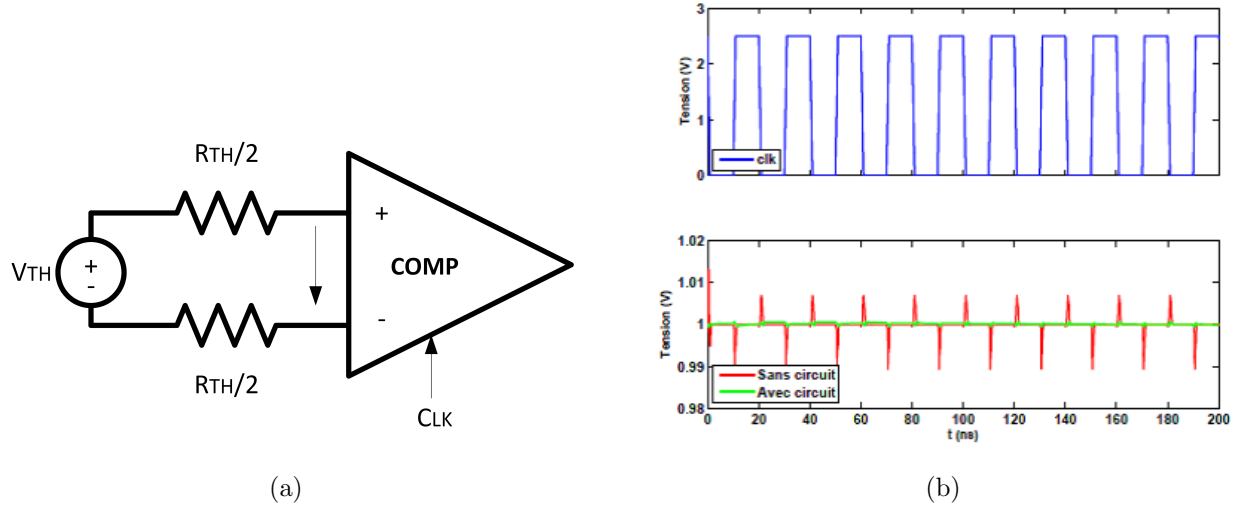 RTH/2
+
VTH
+
-
COMP
-
RTH/2
CLK
(a)
3
2
1
0
Tension (V)
clk
1.02
1.01
1
0.99
0.98
Tension (V)
Sans circuit
Avec circuit
0 20 40 60 80 100 120 140 160 180 200
t (ns)
(b)